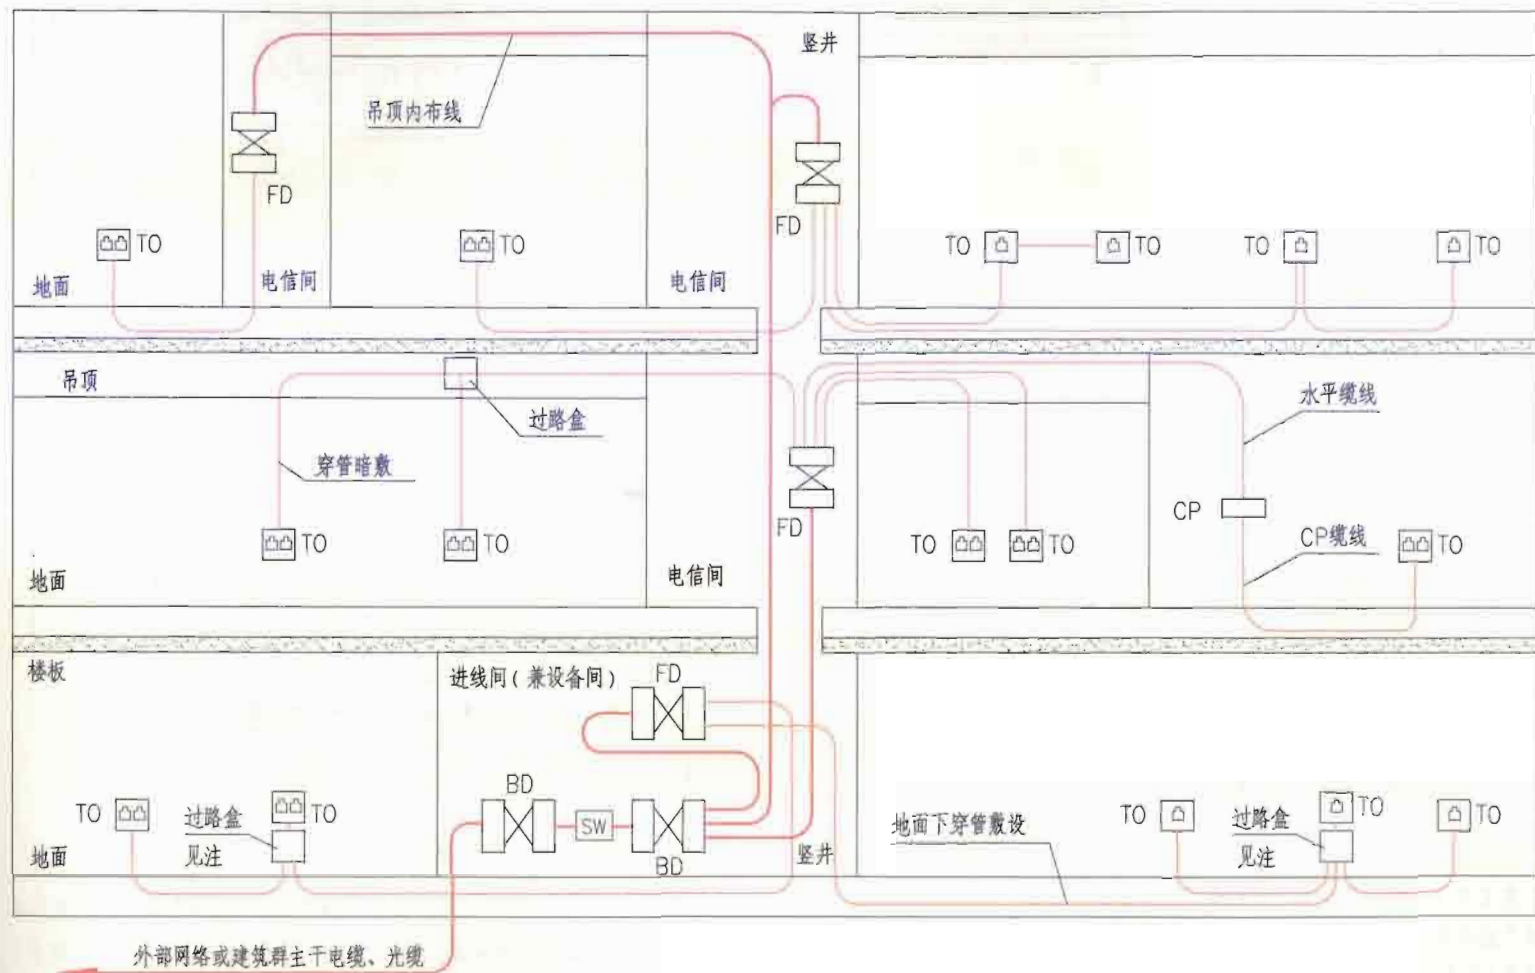 竖井
吊顶内布线
FD
FD
TO
TO
TO
TO
TO
TO
地面
电信间
电信间
吊顶
过路盒
水平缆线
穿管暗敷
CP
FD
TO
TO
TO
TO
CP缆线
TO
地面
电信间
楼板
进线间(兼设备间)
FD
BD
TO
过路盒
见注
TO
SW
地面下穿管敷设
TO
过路盒
见注
TO
TO
地面
BD
竖井
外部网络或建筑群主干电缆、光缆